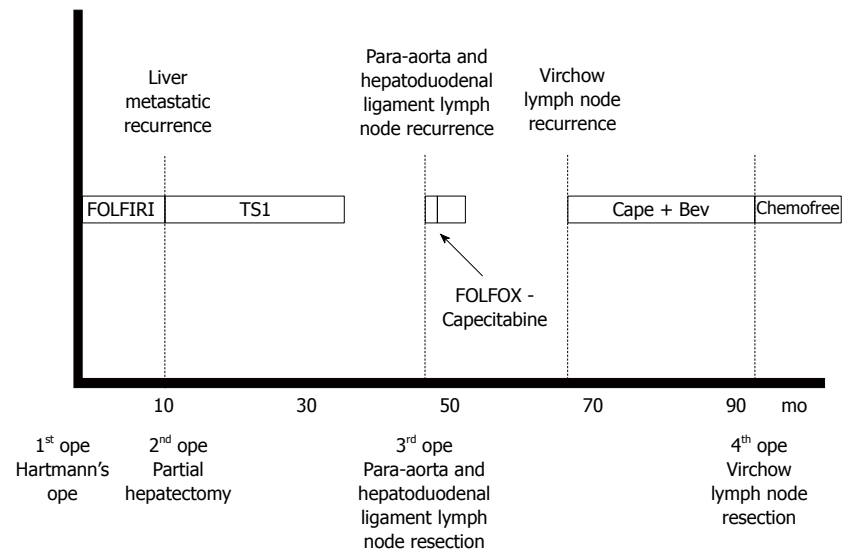 Liver
metastatic
recurrence
Para-aorta and
hepatoduodenal
ligament lymph
node recurrence
Virchow
lymph node
recurrence
FOLFIRI
TS1
Cape + Bev
Chemofree
FOLFOX -
Capecitabine
10 30 50 70 90 mo
1st ope
Hartmann's
ope
2nd ope
Partial
hepatectomy
3rd ope
Para-aorta and
hepatoduodenal
ligament lymph
node resection
4th ope
Virchow
lymph node
resection